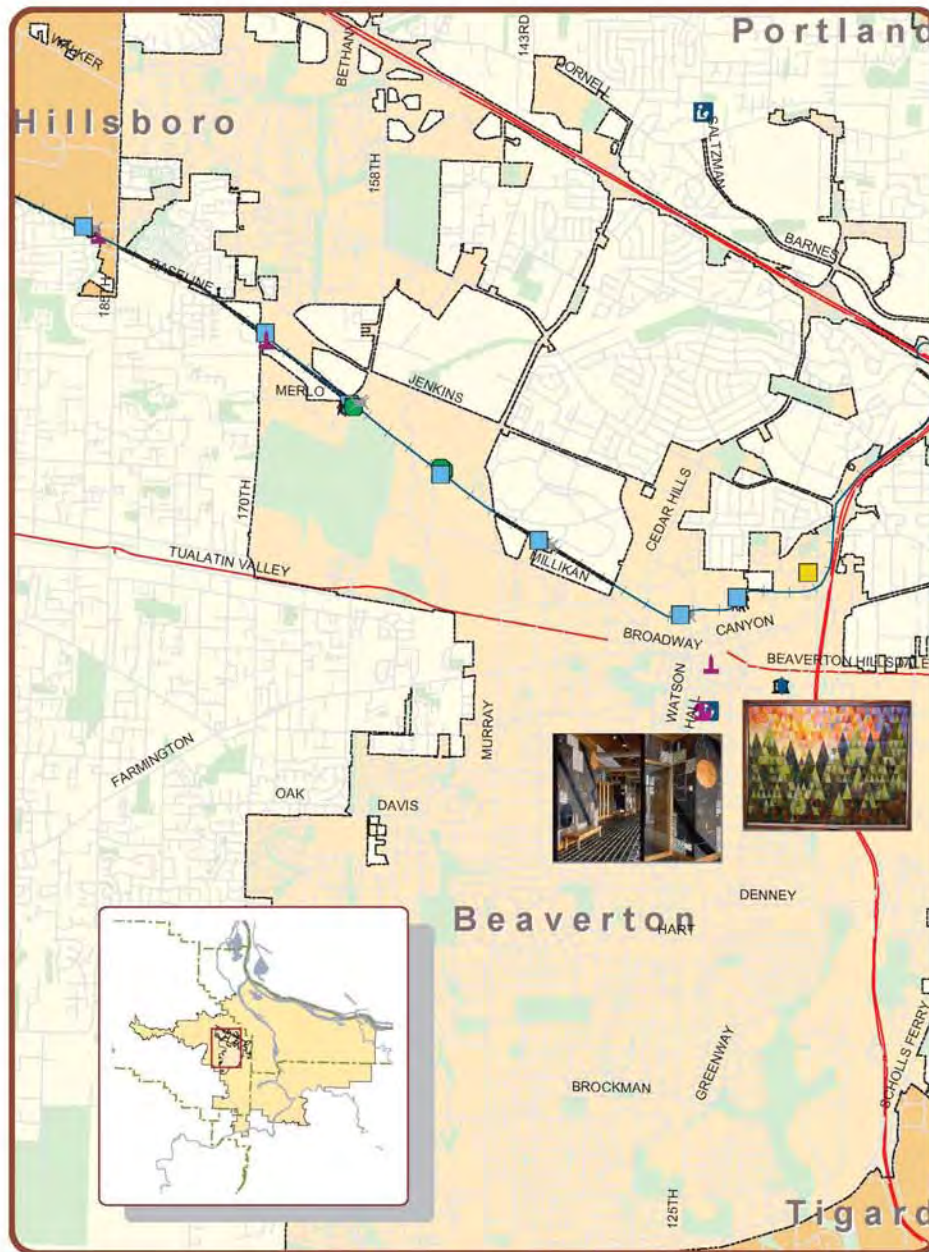 Portland
WALKER
BETHANY
143RD
CORNELL
Hillsboro
SALTZMAN
158TH
BARNES
BASELINE
185TH
MERLO
JENKINS
170TH
CEDAR HILLS
TUALATIN VALLEY
MILLIKAN
BROADWAY
CANYON
BEAVERTON HILLSDALE
WATSON
HALL
MURRAY
FARMINGTON
OAK
DAVIS
DENNEY
Beaverton
HART
SCHOLLS FERRY
GREENWAY
BROCKMAN
125TH
Tigard